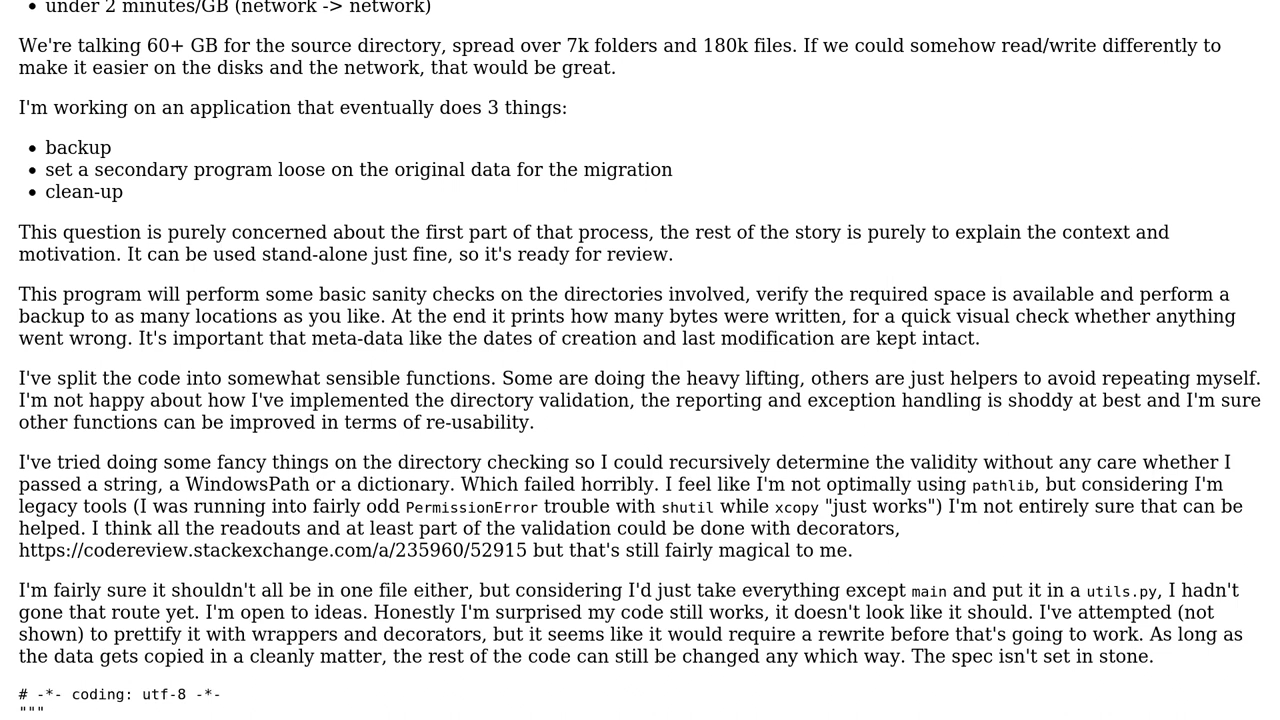 • under 2 minutes/GB (network -> network)
We're talking 60+ GB for the source directory, spread over 7k folders and 180k files. If we could somehow read/write differently to
make it easier on the disks and the network, that would be great.
I'm working on an application that eventually does 3 things:
• backup
• set a secondary program loose on the original data for the migration
• clean-up
This question is purely concerned about the first part of that process, the rest of the story is purely to explain the context and
motivation. It can be used stand-alone just fine, so it's ready for review.
This program will perform some basic sanity checks on the directories involved, verify the required space is available and perform a
backup to as many locations as you like. At the end it prints how many bytes were written, for a quick visual check whether anything
went wrong. It's important that meta-data like the dates of creation and last modification are kept intact.
I've split the code into somewhat sensible functions. Some are doing the heavy lifting, others are just helpers to avoid repeating myself.
I'm not happy about how I've implemented the directory validation, the reporting and exception handling is shoddy at best and I'm sure
other functions can be improved in terms of re-usability.
I've tried doing some fancy things on the directory checking so I could recursively determine the validity without any care whether I
passed a string, a WindowsPath or a dictionary. Which failed horribly. I feel like I'm not optimally using pathlib, but considering I'm
legacy tools (I was running into fairly odd PermissionError trouble with shutil while xcopy "just works") I'm not entirely sure that can be
helped. I think all the readouts and at least part of the validation could be done with decorators,
https://codereview.stackexchange.com/a/235960/52915 but that's still fairly magical to me.
I'm fairly sure it shouldn't all be in one file either, but considering I'd just take everything except main and put it in a utils.py, I hadn't
gone that route yet. I'm open to ideas. Honestly I'm surprised my code still works, it doesn't look like it should. I've attempted (not
shown) to prettify it with wrappers and decorators, but it seems like it would require a rewrite before that's going to work. As long as
the data gets copied in a cleanly matter, the rest of the code can still be changed any which way. The spec isn't set in stone.
# -*- coding: utf-8 -*-
"""